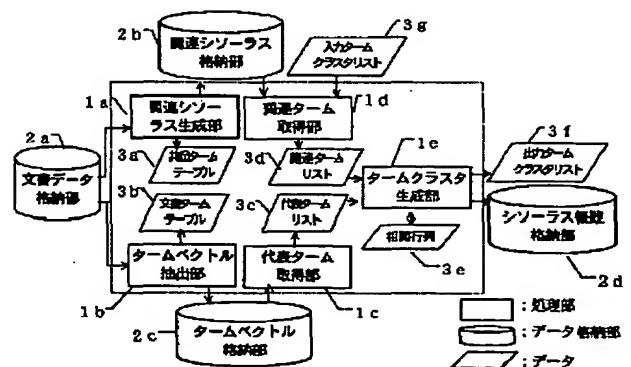 2b
関連シソーラス
格納部
3g
入力ターム
クラスタリスト
1a
関連シソー
ラス生成部
関連ターム
取得部
1d
2a
文書データ
格納部
3a
共起ターム
テーブル
3d
関連ターム
リスト
1e
タームクラスタ
生成部
3f
出力ターム
クラスタリスト
3b
文書ターム
テーブル
3c
代表ターム
リスト
相関行列
3e
シソーラス
格納部
2d
タームベクトル
抽出部
代表ターム
取得部
1b
1c
2c
タームベクトル
格納部
:処理部
:データ格納部
:データ